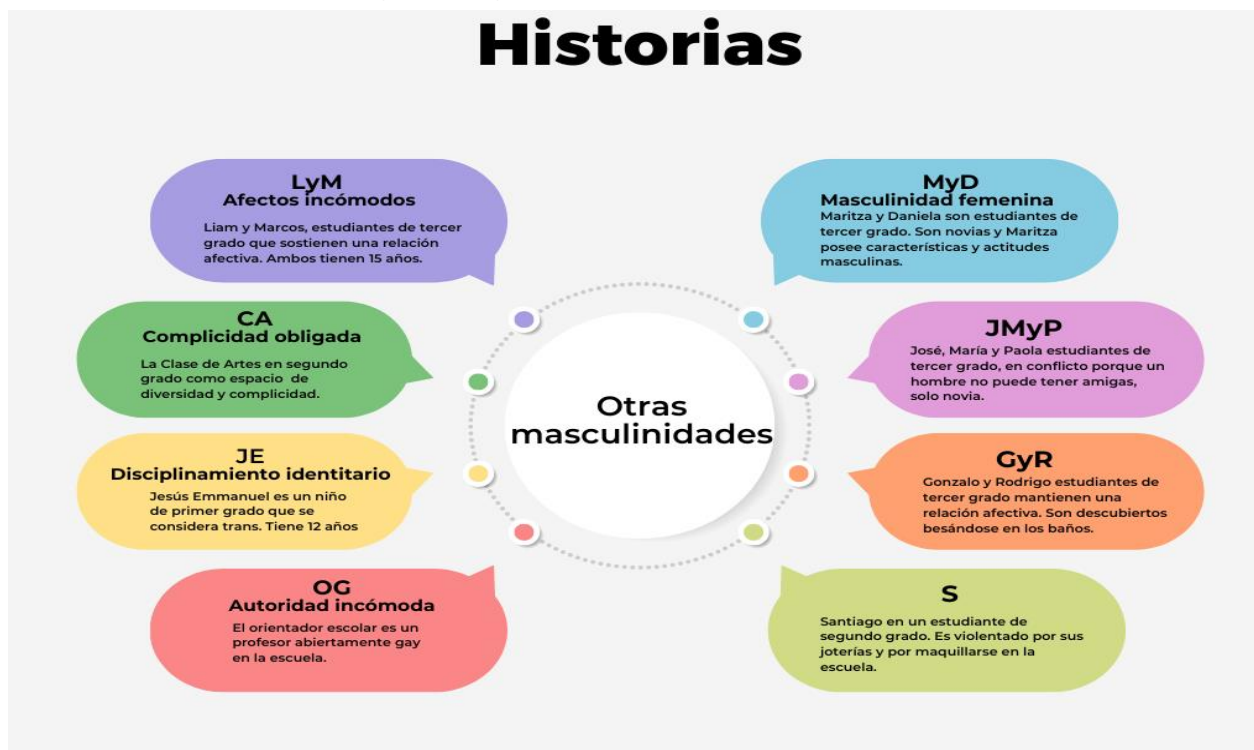 Historias
LyM
Afectos incómodos
Liam y Marcos, estudiantes de tercer
grado que sostienen una relación
afectiva. Ambos tienen 15 años.
CA
Complicidad obligada
La Clase de Artes en segundo
grado como espacio de
diversidad y complicidad.
JE
Disciplinamiento identitario
Jesús Emmanuel es un niño
de primer grado que se
considera trans. Tiene 12 años
OG
Autoridad incómoda
El orientador escolar es un
profesor abiertamente gay
en la escuela.
Otras
masculinidades
MyD
Masculinidad femenina
Maritza y Daniela son estudiantes de
tercer grado. Son novias y Maritza
posee características y actitudes
masculinas.
JMyP
José, María y Paola estudiantes de
tercer grado, en conflicto porque un
hombre no puede tener amigas,
solo novia.
GyR
Gonzalo y Rodrigo estudiantes de
tercer grado mantienen una
relación afectiva. Son descubiertos
besándose en los baños.
S
Santiago en un estudiante de
segundo grado. Es violentado por sus
joterías y por maquillarse en la
escuela.